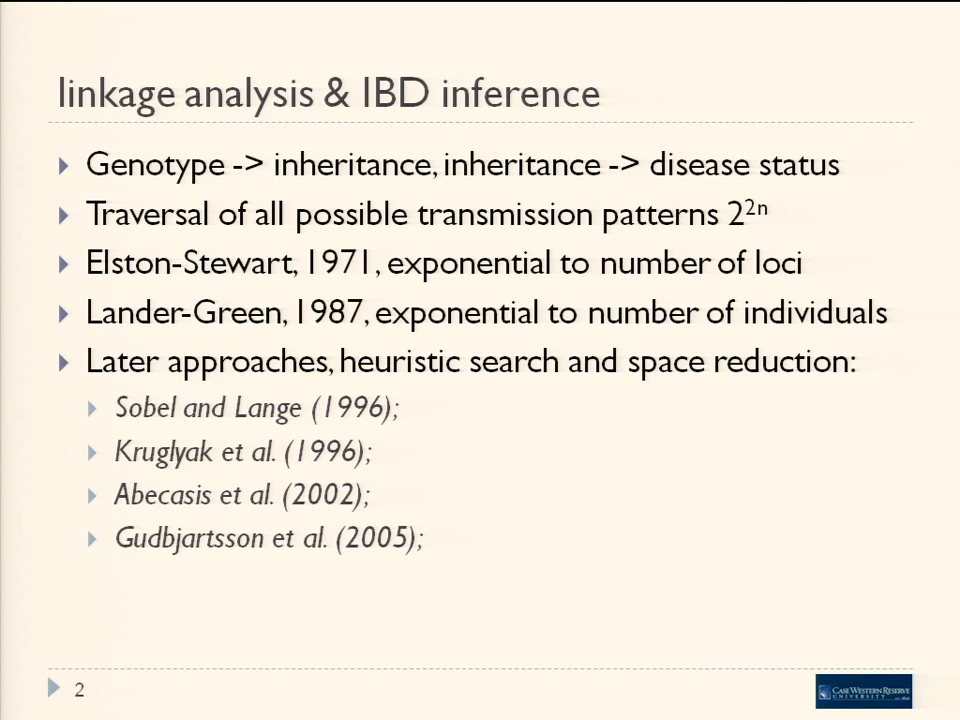 linkage analysis & IBD inference
Genotype -> inheritance, inheritance -> disease status
Traversal of all possible transmission patterns 2²ⁿ
Elston-Stewart, 1971, exponential to number of loci
Lander-Green, 1987, exponential to number of individuals
Later approaches, heuristic search and space reduction:
Sobel and Lange (1996);
Kruglyak et al. (1996);
Abecasis et al. (2002);
Gudbjartsson et al. (2005);
2
CASE WESTERN RESERVE
UNIVERSITY